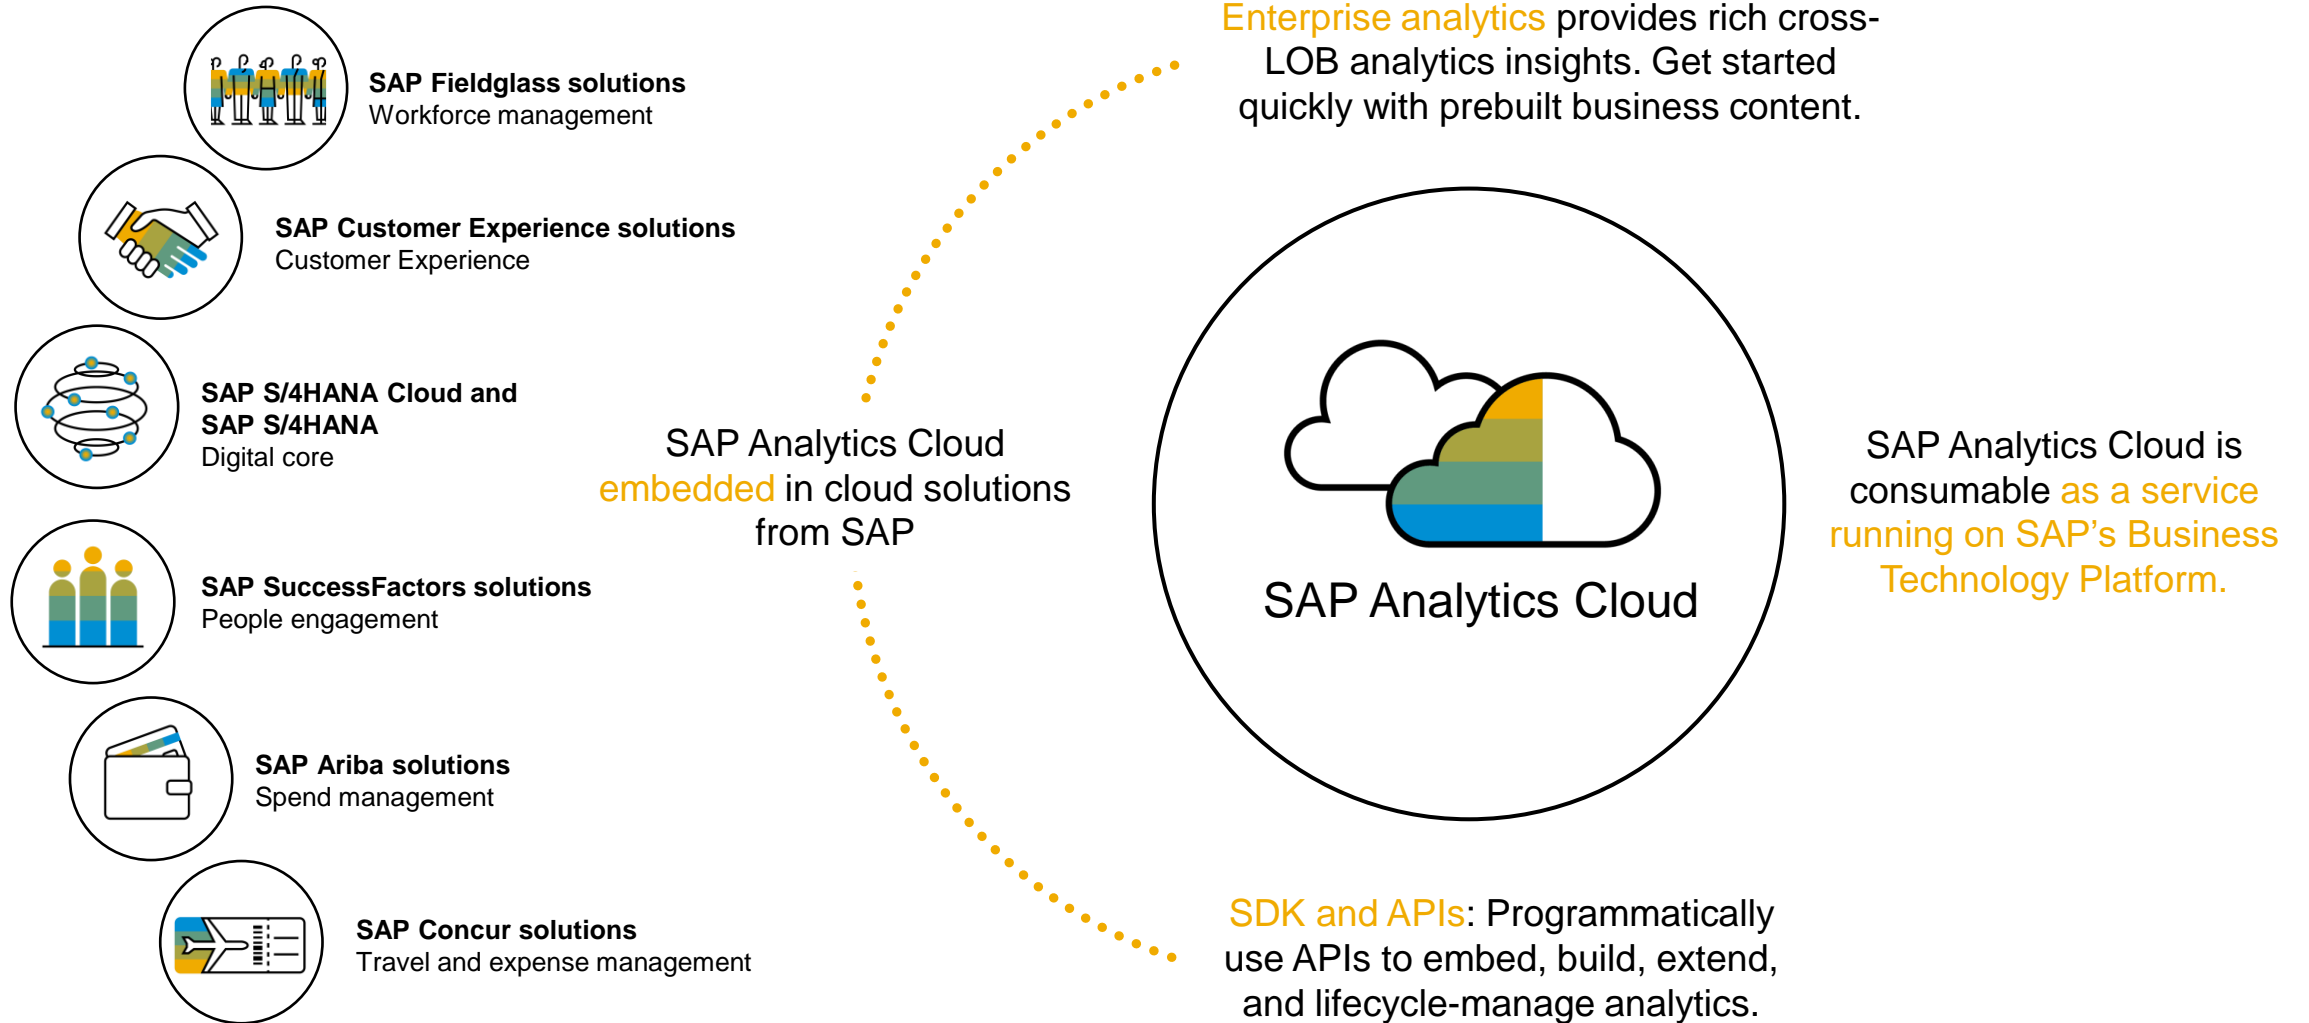 SAP Fieldglass solutions
Workforce management
SAP Customer Experience solutions
Customer Experience
SAP S/4HANA Cloud and
SAP S/4HANA
Digital core
SAP SuccessFactors solutions
People engagement
SAP Ariba solutions
Spend management
SAP Concur solutions
Travel and expense management
SAP Analytics Cloud
embedded in cloud solutions
from SAP
Enterprise analytics provides rich cross-
LOB analytics insights. Get started
quickly with prebuilt business content.
SAP Analytics Cloud
SDK and APIs: Programmatically
use APIs to embed, build, extend,
and lifecycle-manage analytics.
SAP Analytics Cloud is
consumable as a service
running on SAP’s Business
Technology Platform.